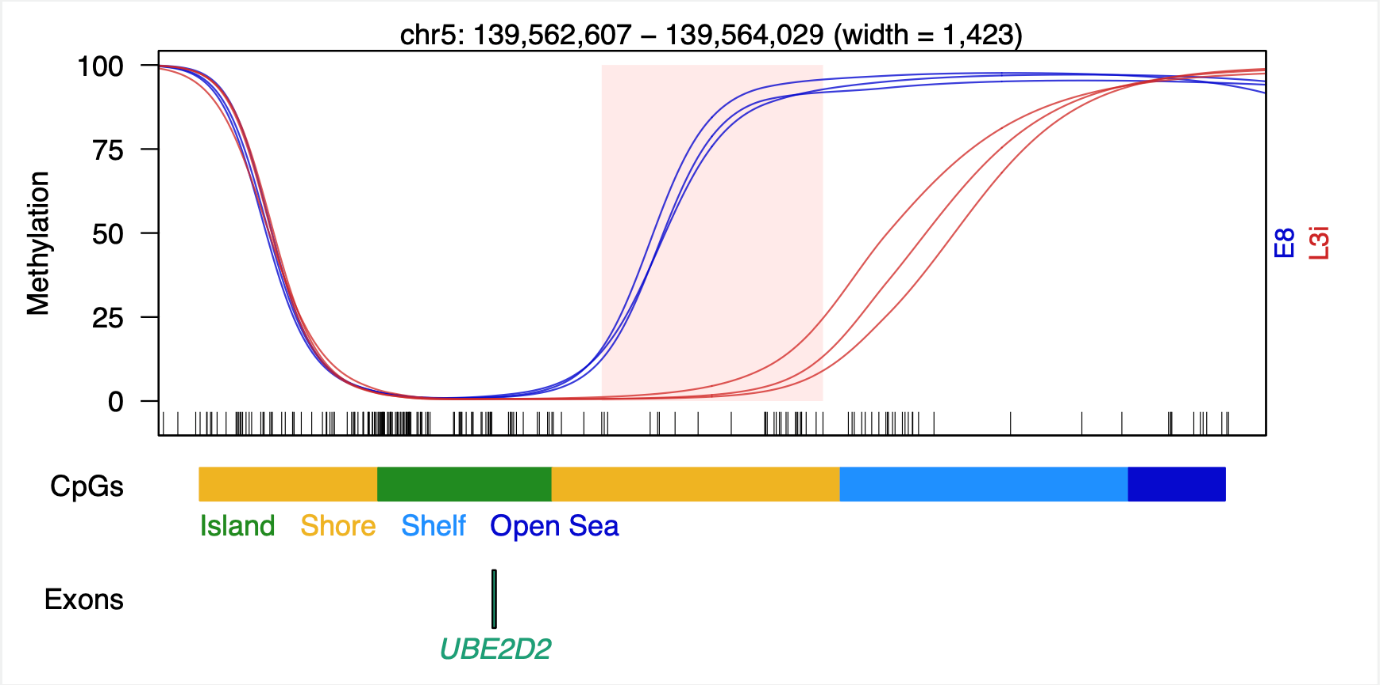 chr5: 139,562,607 – 139,564,029 (width = 1,423)
100
75
50
25
0
Methylation
E8
L3i
CpGs
Island Shore Shelf Open Sea
Exons
UBE2D2